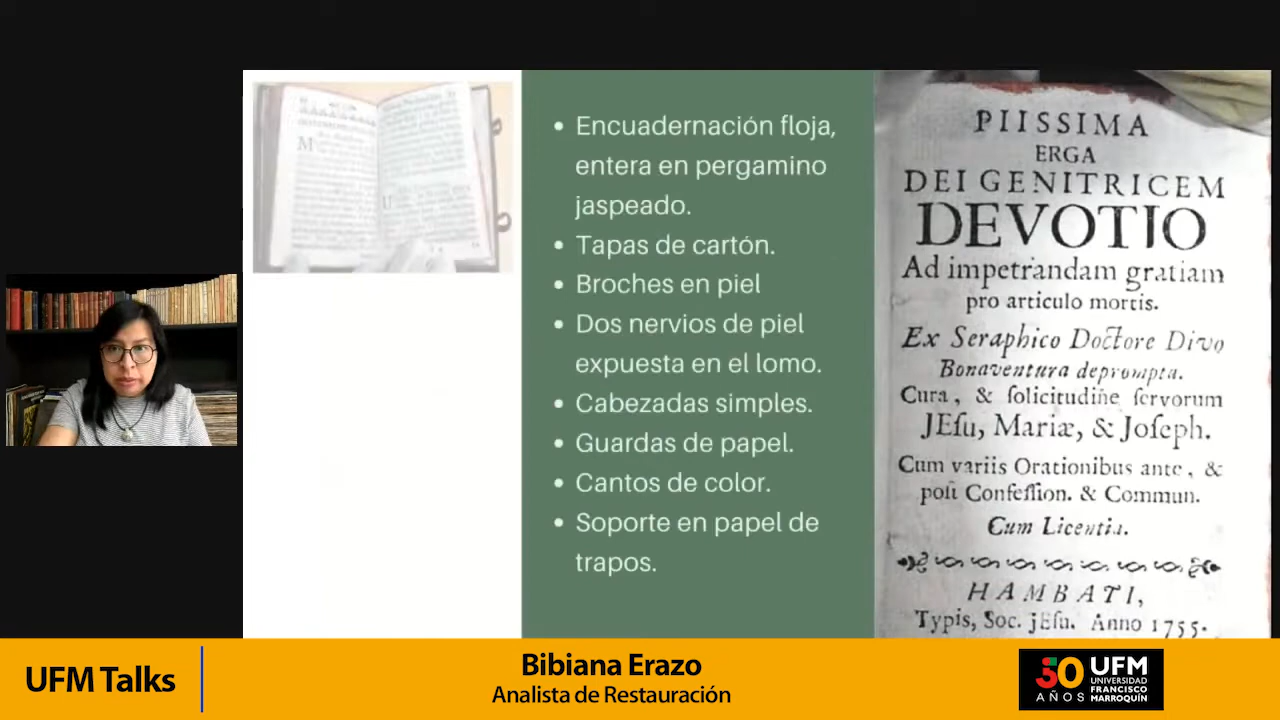 Encuadernación floja,
entera en pergamino
jaspeado.
Tapas de cartón.
Broches en piel
Dos nervios de piel
expuesta en el lomo.
Cabezadas simples.
Guardas de papel.
Cantos de color.
Soporte en papel de
trapos.
PIISSIMA
ERGA
DEI GENITRICEM
DEVOTIO
Ad impetrandam gratiam
pro articulo mortis.
Ex Seraphico Doctore Divo
Bonaventura deprompta.
Cura, & ſolicitudine ſervorum
JEſu, Mariæ, & Joſeph.
Cum variis Orationibus ante, &
poſt Confeſſion. & Commun.
Cum Licentia.
HAMBATI,
Typis, Soc. jEſu. Anno 1755.
UFM Talks
Bibiana Erazo
Analista de Restauración
50
AÑOS
UFM
UNIVERSIDAD
FRANCISCO
MARROQUÍN